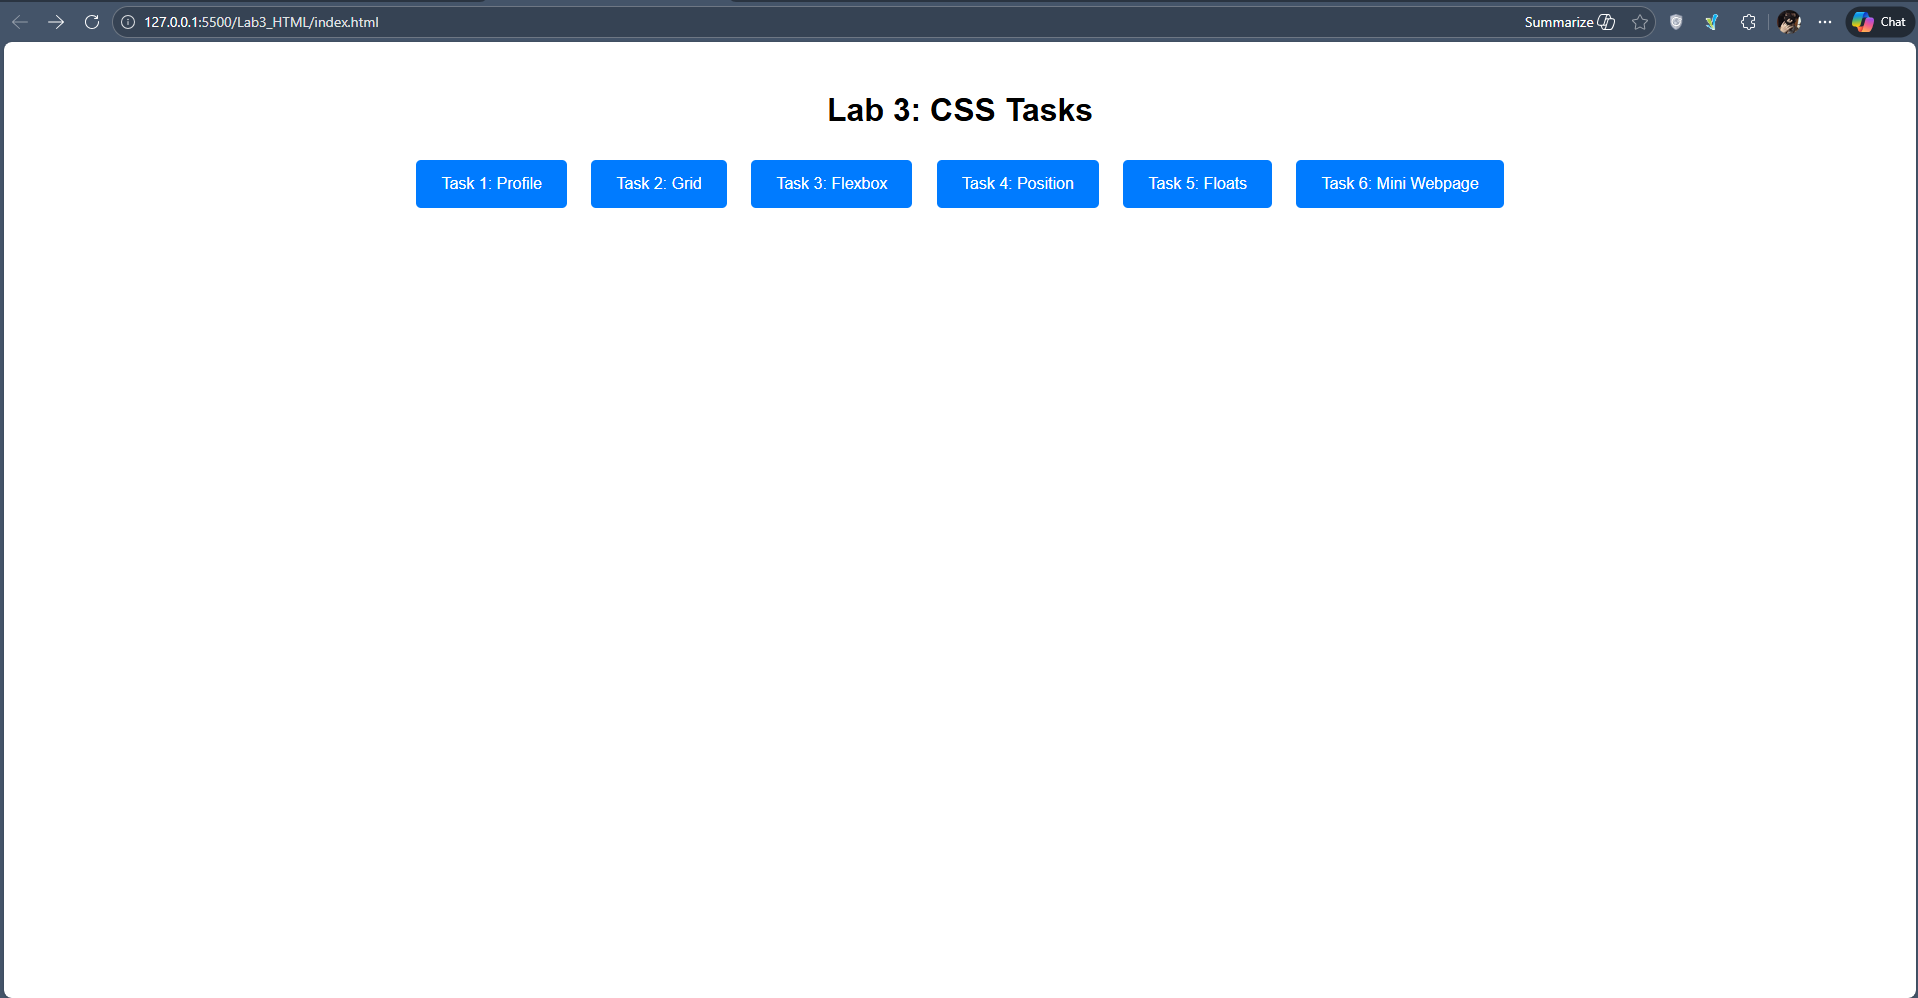 127.0.0.1:5500/Lab3_HTML/index.html Summarize Chat
Lab 3: CSS Tasks
Task 1: Profile Task 2: Grid Task 3: Flexbox Task 4: Position Task 5: Floats Task 6: Mini Webpage